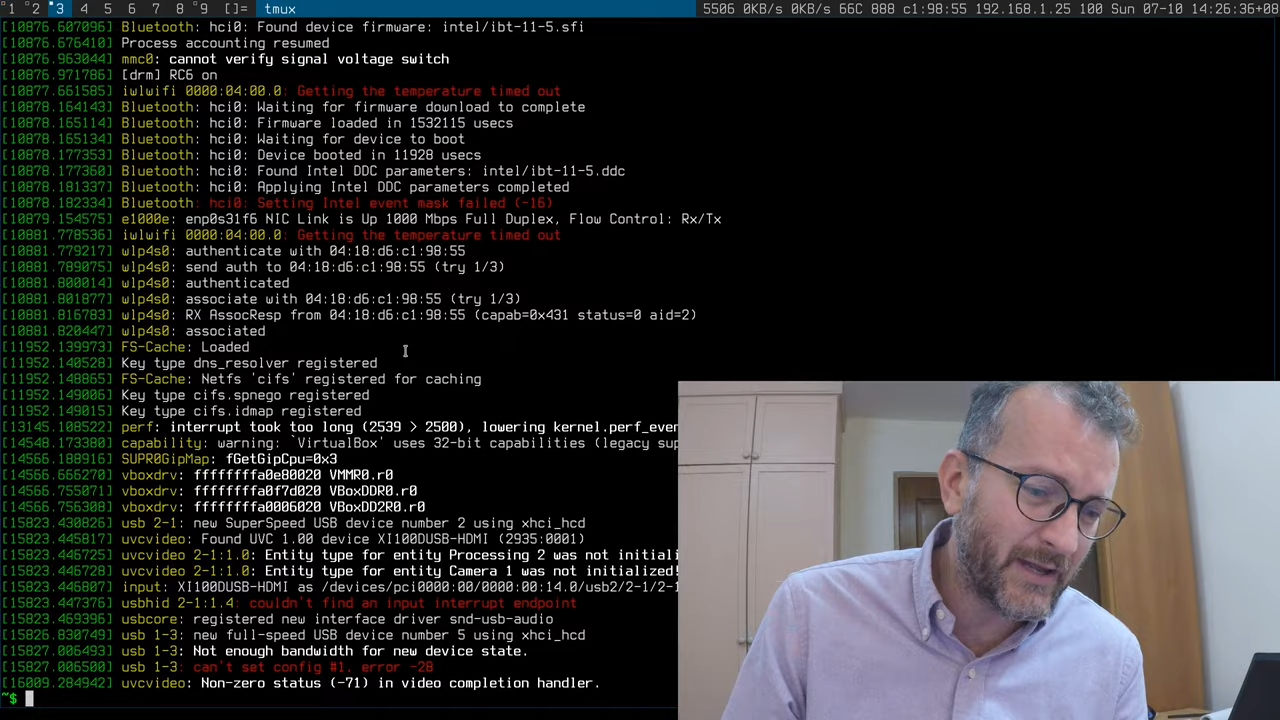 1 2 3 4 5 6 7 8 9 []= tmux 5506 0KB/s 0KB/s 66C 888 c1:98:55 192.168.1.25 100 Sun 07-10 14:26:36+08
[10876.607096] Bluetooth: hci0: Found device firmware: intel/ibt-11-5.sfi
[10876.676410] Process accounting resumed
[10876.963044] mmc0: cannot verify signal voltage switch
[10876.971786] [drm] RC6 on
[10877.661585] iwlwifi 0000:04:00.0: Getting the temperature timed out
[10878.164143] Bluetooth: hci0: Waiting for firmware download to complete
[10878.165114] Bluetooth: hci0: Firmware loaded in 1532115 usecs
[10878.165134] Bluetooth: hci0: Waiting for device to boot
[10878.177353] Bluetooth: hci0: Device booted in 11928 usecs
[10878.177360] Bluetooth: hci0: Found Intel DDC parameters: intel/ibt-11-5.ddc
[10878.181337] Bluetooth: hci0: Applying Intel DDC parameters completed
[10878.182334] Bluetooth: hci0: Setting Intel event mask failed (-16)
[10879.154575] e1000e: enp0s31f6 NIC Link is Up 1000 Mbps Full Duplex, Flow Control: Rx/Tx
[10881.778536] iwlwifi 0000:04:00.0: Getting the temperature timed out
[10881.779217] wlp4s0: authenticate with 04:18:d6:c1:98:55
[10881.789075] wlp4s0: send auth to 04:18:d6:c1:98:55 (try 1/3)
[10881.800014] wlp4s0: authenticated
[10881.801877] wlp4s0: associate with 04:18:d6:c1:98:55 (try 1/3)
[10881.816783] wlp4s0: RX AssocResp from 04:18:d6:c1:98:55 (capab=0x431 status=0 aid=2)
[10881.820447] wlp4s0: associated
[11952.139973] FS-Cache: Loaded
[11952.140528] Key type dns_resolver registered
[11952.148865] FS-Cache: Netfs 'cifs' registered for caching
[11952.149006] Key type cifs.spnego registered
[11952.149015] Key type cifs.idmap registered
[13145.108522] perf: interrupt took too long (2539 > 2500), lowering kernel.perf_even
[14548.173380] capability: warning: `VirtualBox' uses 32-bit capabilities (legacy sup
[14566.188916] SUPR0GipMap: fGetGipCpu=0x3
[14566.666270] vboxdrv: ffffffffa0e80020 VMMR0.r0
[14566.755071] vboxdrv: ffffffffa0f7d020 VBoxDDR0.r0
[14566.756308] vboxdrv: ffffffffa0006020 VBoxDD2R0.r0
[15823.430826] usb 2-1: new SuperSpeed USB device number 2 using xhci_hcd
[15823.445817] uvcvideo: Found UVC 1.00 device XI100DUSB-HDMI (2935:0001)
[15823.446725] uvcvideo 2-1:1.0: Entity type for entity Processing 2 was not initiali
[15823.446728] uvcvideo 2-1:1.0: Entity type for entity Camera 1 was not initialized!
[15823.446807] input: XI100DUSB-HDMI as /devices/pci0000:00/0000:00:14.0/usb2/2-1/2-1
[15823.447376] usbhid 2-1:1.4: couldn't find an input interrupt endpoint
[15823.469396] usbcore: registered new interface driver snd-usb-audio
[15826.830749] usb 1-3: new full-speed USB device number 5 using xhci_hcd
[15827.006493] usb 1-3: Not enough bandwidth for new device state.
[15827.006500] usb 1-3: can't set config #1, error -28
[16009.284942] uvcvideo: Non-zero status (-71) in video completion handler.
~$